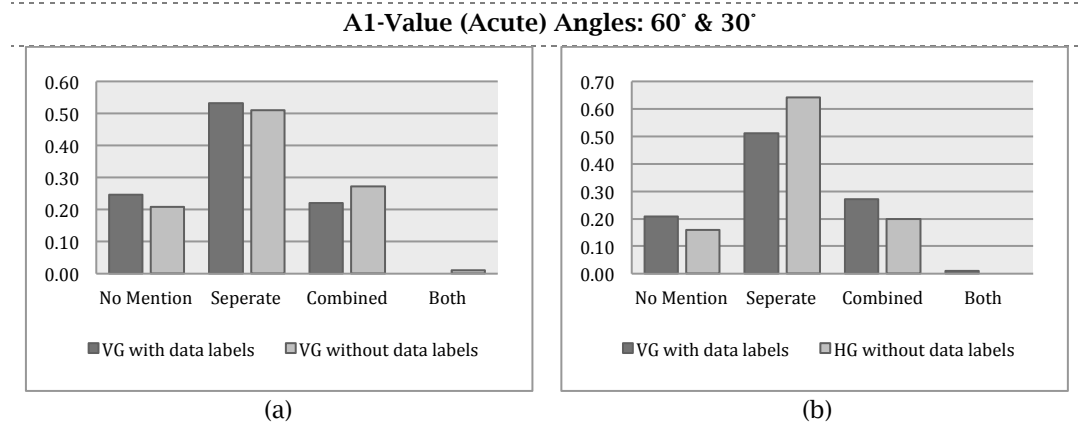 A1-Value (Acute) Angles: 60° & 30°
0.60
0.50
0.40
0.30
0.20
0.10
0.00
No Mention Seperate Combined Both
VG with data labels VG without data labels
(a)
0.70
0.60
0.50
0.40
0.30
0.20
0.10
0.00
No Mention Seperate Combined Both
VG with data labels HG without data labels
(b)